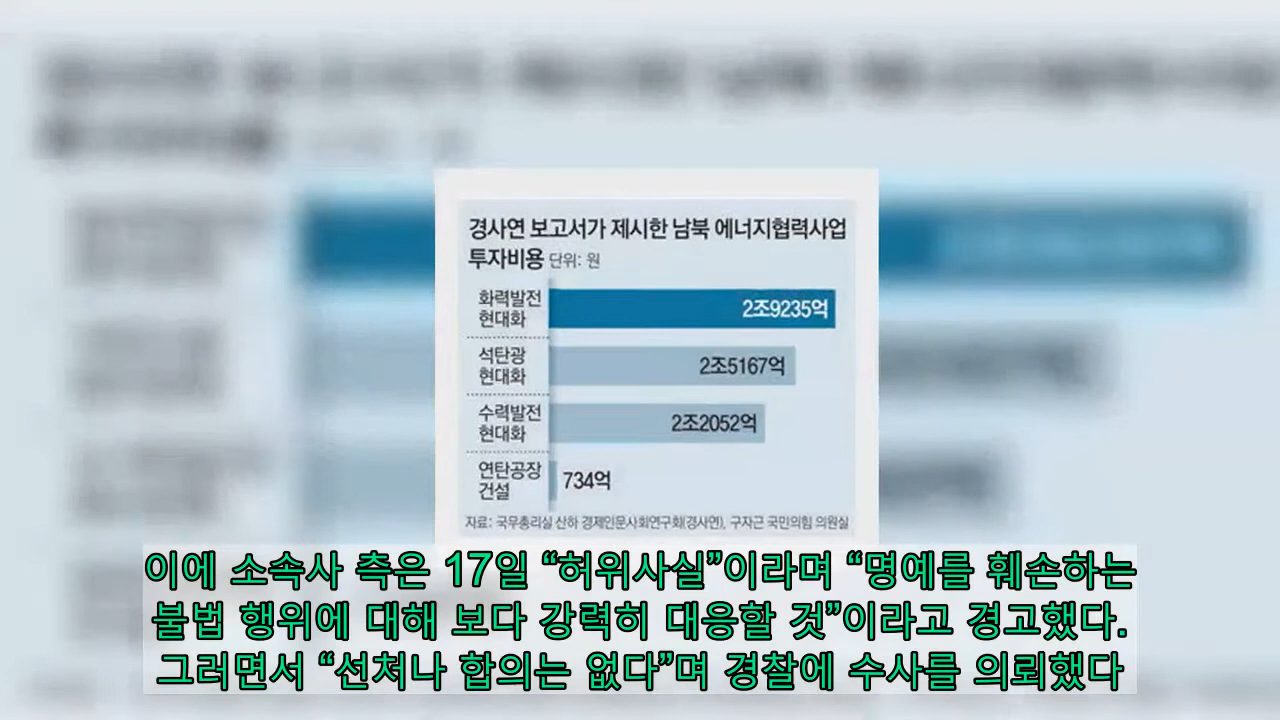 경사연 보고서가 제시한 남북 에너지협력사업
투자비용 단위: 원
화력발전
현대화
2조9235억
석탄광
현대화
2조5167억
수력발전
현대화
2조2052억
연탄공장
건설
734억
자료: 국무총리실 산하 경제인문사회연구회(경사연), 구자근 국민의힘 의원실
이에 소속사 측은 17일 “허위사실”이라며 “명예를 훼손하는
불법 행위에 대해 보다 강력히 대응할 것”이라고 경고했다.
그러면서 “선처나 합의는 없다”며 경찰에 수사를 의뢰했다